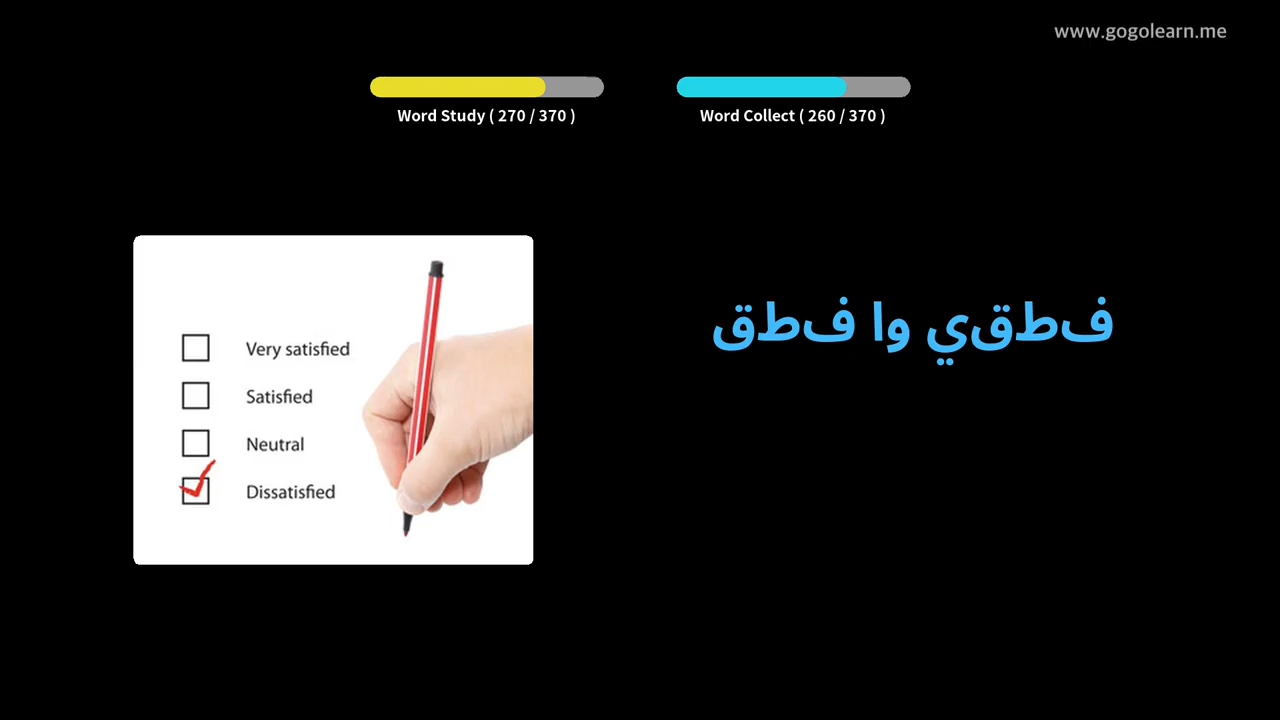 www.gogolearn.me
Word Study ( 270 / 370 )
Word Collect ( 260 / 370 )
فطقي وا فطق
Very satisfied
Satisfied
Neutral
Dissatisfied